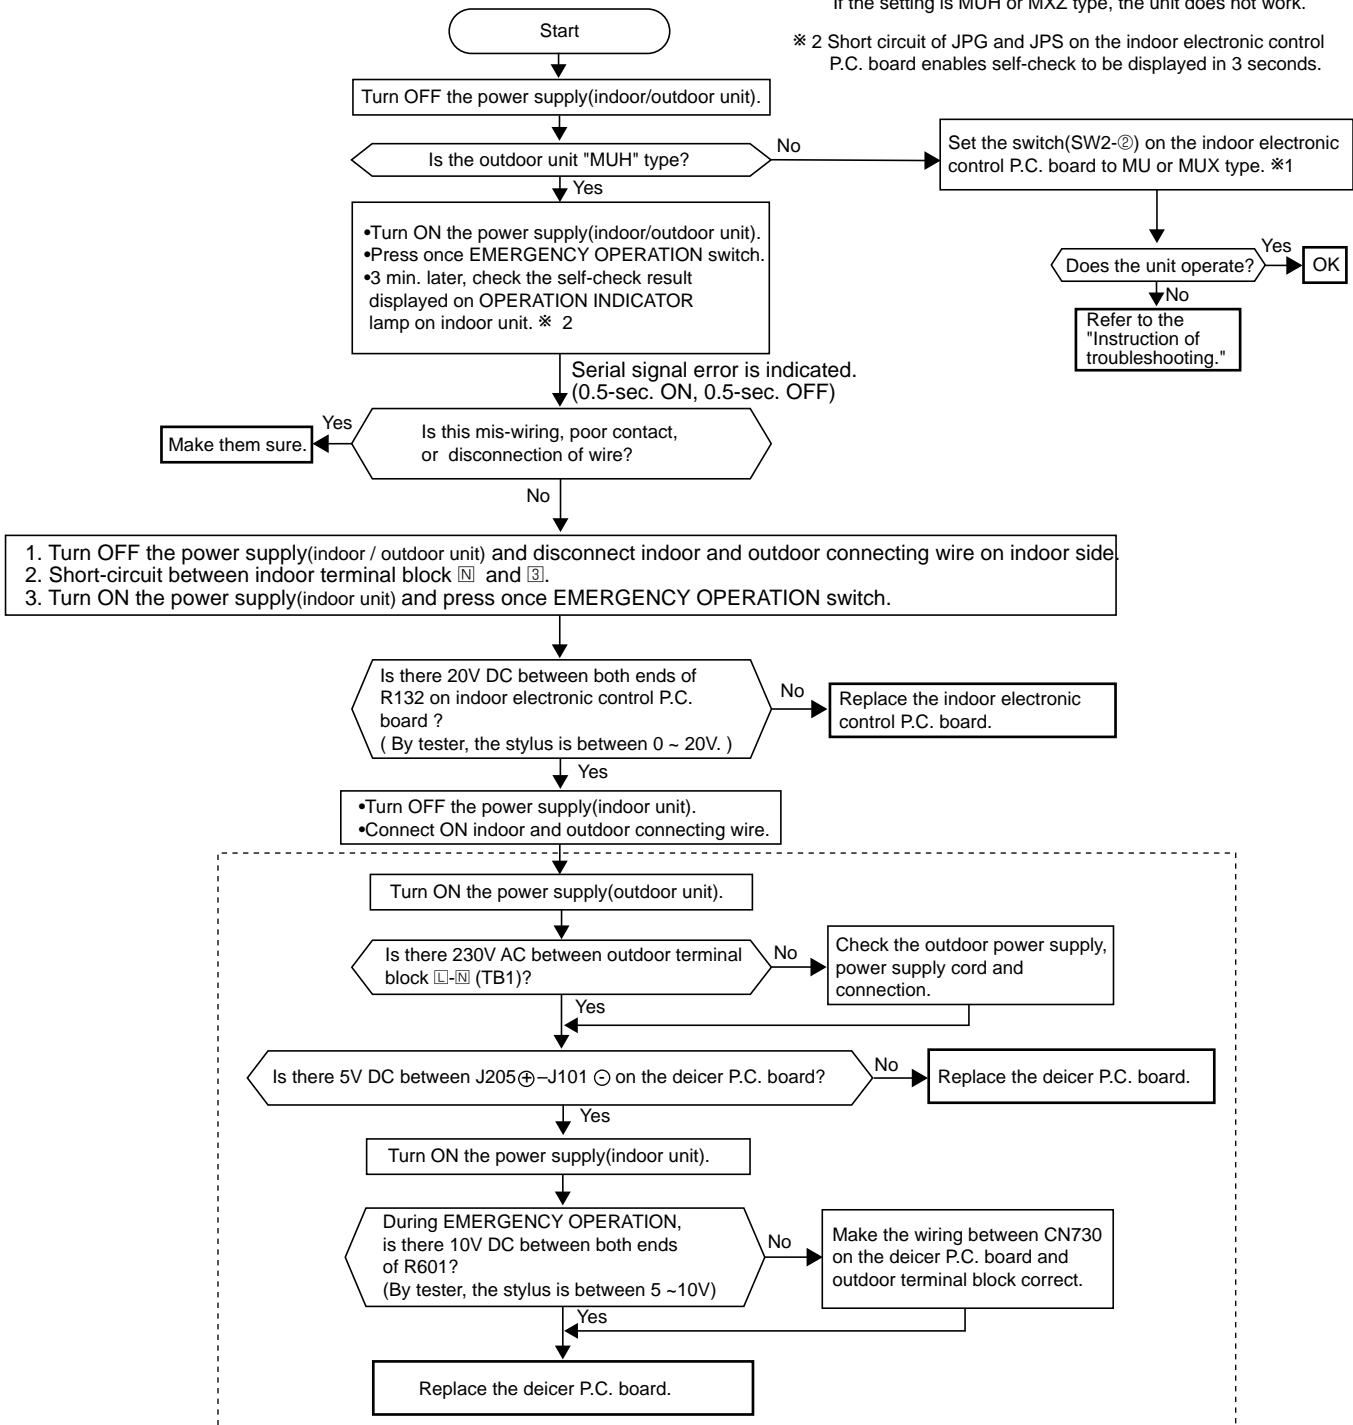 If the setting is MUH or MXZ type, the unit does not work.
※ 2 Short circuit of JPG and JPS on the indoor electronic control
P.C. board enables self-check to be displayed in 3 seconds.
Start
Turn OFF the power supply(indoor/outdoor unit).
Is the outdoor unit "MUH" type?
No
Set the switch(SW2-②) on the indoor electronic
control P.C. board to MU or MUX type. ※1
Yes
•Turn ON the power supply(indoor/outdoor unit).
•Press once EMERGENCY OPERATION switch.
•3 min. later, check the self-check result
displayed on OPERATION INDICATOR
lamp on indoor unit. ※ 2
Does the unit operate?
Yes
OK
No
Refer to the
"Instruction of
troubleshooting."
Serial signal error is indicated.
(0.5-sec. ON, 0.5-sec. OFF)
Is this mis-wiring, poor contact,
or disconnection of wire?
Yes
Make them sure.
No
1. Turn OFF the power supply(indoor / outdoor unit) and disconnect indoor and outdoor connecting wire on indoor side.
2. Short-circuit between indoor terminal block N and 3.
3. Turn ON the power supply(indoor unit) and press once EMERGENCY OPERATION switch.
Is there 20V DC between both ends of
R132 on indoor electronic control P.C.
board ?
( By tester, the stylus is between 0 ~ 20V. )
No
Replace the indoor electronic
control P.C. board.
Yes
•Turn OFF the power supply(indoor unit).
•Connect ON indoor and outdoor connecting wire.
Turn ON the power supply(outdoor unit).
Is there 230V AC between outdoor terminal
block L-N (TB1)?
No
Check the outdoor power supply,
power supply cord and
connection.
Yes
Is there 5V DC between J205⊕–J101 ⊖ on the deicer P.C. board?
No
Replace the deicer P.C. board.
Yes
Turn ON the power supply(indoor unit).
During EMERGENCY OPERATION,
is there 10V DC between both ends
of R601?
(By tester, the stylus is between 5 ~10V)
No
Make the wiring between CN730
on the deicer P.C. board and
outdoor terminal block correct.
Yes
Replace the deicer P.C. board.